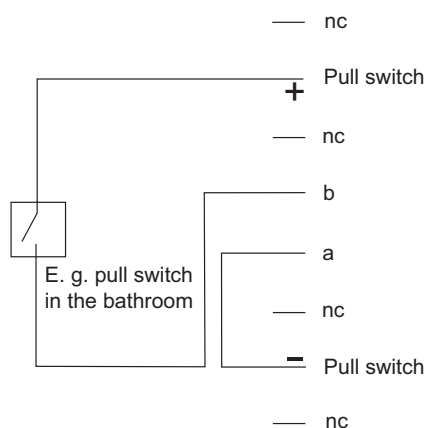 nc
Pull switch
+
nc
b
a
E. g. pull switch
in the bathroom
nc
-
Pull switch
nc